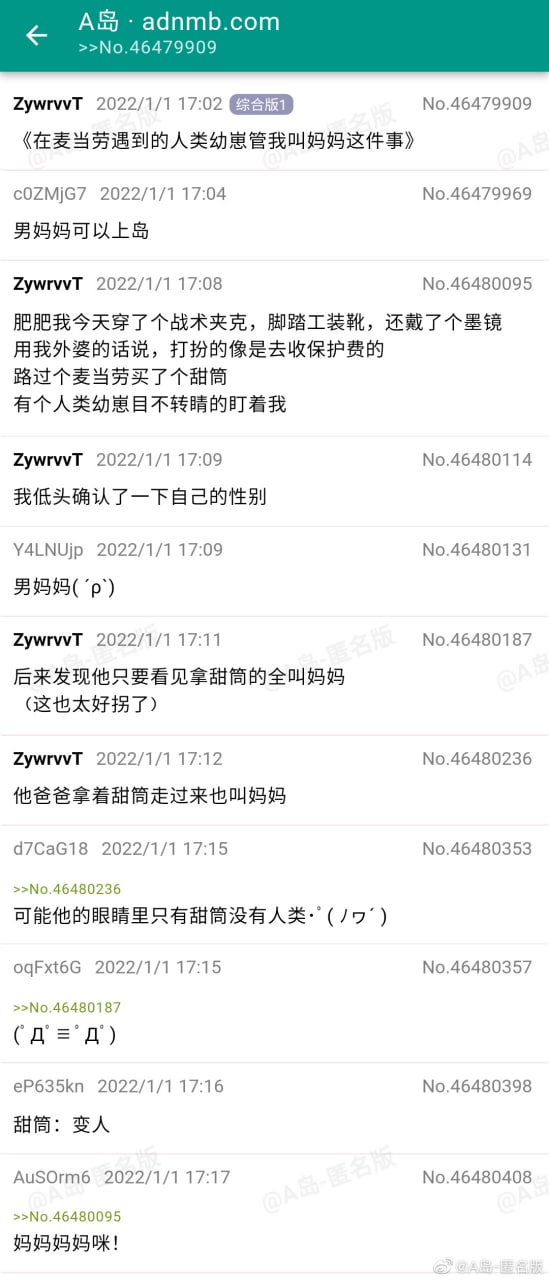 A岛 · adnmb.com
>>No.46479909
ZywrvvT 2022/1/1 17:02 综合版1 No.46479909
《在麦当劳遇到的人类幼崽管我叫妈妈这件事》
c0ZMjG7 2022/1/1 17:04 No.46479969
男妈妈可以上岛
ZywrvvT 2022/1/1 17:08 No.46480095
肥肥我今天穿了个战术夹克，脚踏工装靴，还戴了个墨镜
用我外婆的话说，打扮的像是去收保护费的
路过个麦当劳买了个甜筒
有个人类幼崽目不转睛的盯着我
ZywrvvT 2022/1/1 17:09 No.46480114
我低头确认了一下自己的性别
Y4LNUjp 2022/1/1 17:09 No.46480131
男妈妈( ´ρ`)
ZywrvvT 2022/1/1 17:11 No.46480187
后来发现他只要看见拿甜筒的全叫妈妈
（这也太好拐了）
ZywrvvT 2022/1/1 17:12 No.46480236
他爸爸拿着甜筒走过来也叫妈妈
d7CaG18 2022/1/1 17:15 No.46480353
>>No.46480236
可能他的眼睛里只有甜筒没有人类･ﾟ( ﾉヮ´ )
oqFxt6G 2022/1/1 17:15 No.46480357
>>No.46480187
(ﾟДﾟ≡ﾟДﾟ)
eP635kn 2022/1/1 17:16 No.46480398
甜筒：变人
AuSOrm6 2022/1/1 17:17 No.46480408
>>No.46480095
妈妈妈妈咪！
@A岛-匿名版